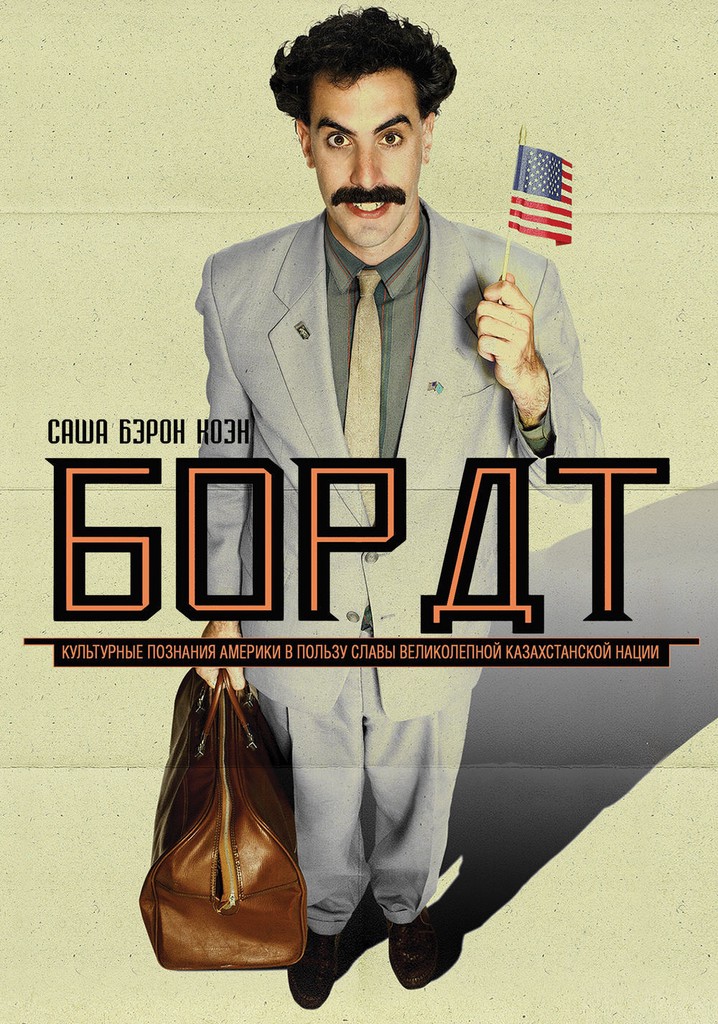 САША БЭРОН КОЭН
БОРДТ
КУЛЬТУРНЫЕ ПОЗНАНИЯ АМЕРИКИ В ПОЛЬЗУ СЛАВЫ ВЕЛИКОЛЕПНОЙ КАЗАХСТАНСКОЙ НАЦИИ